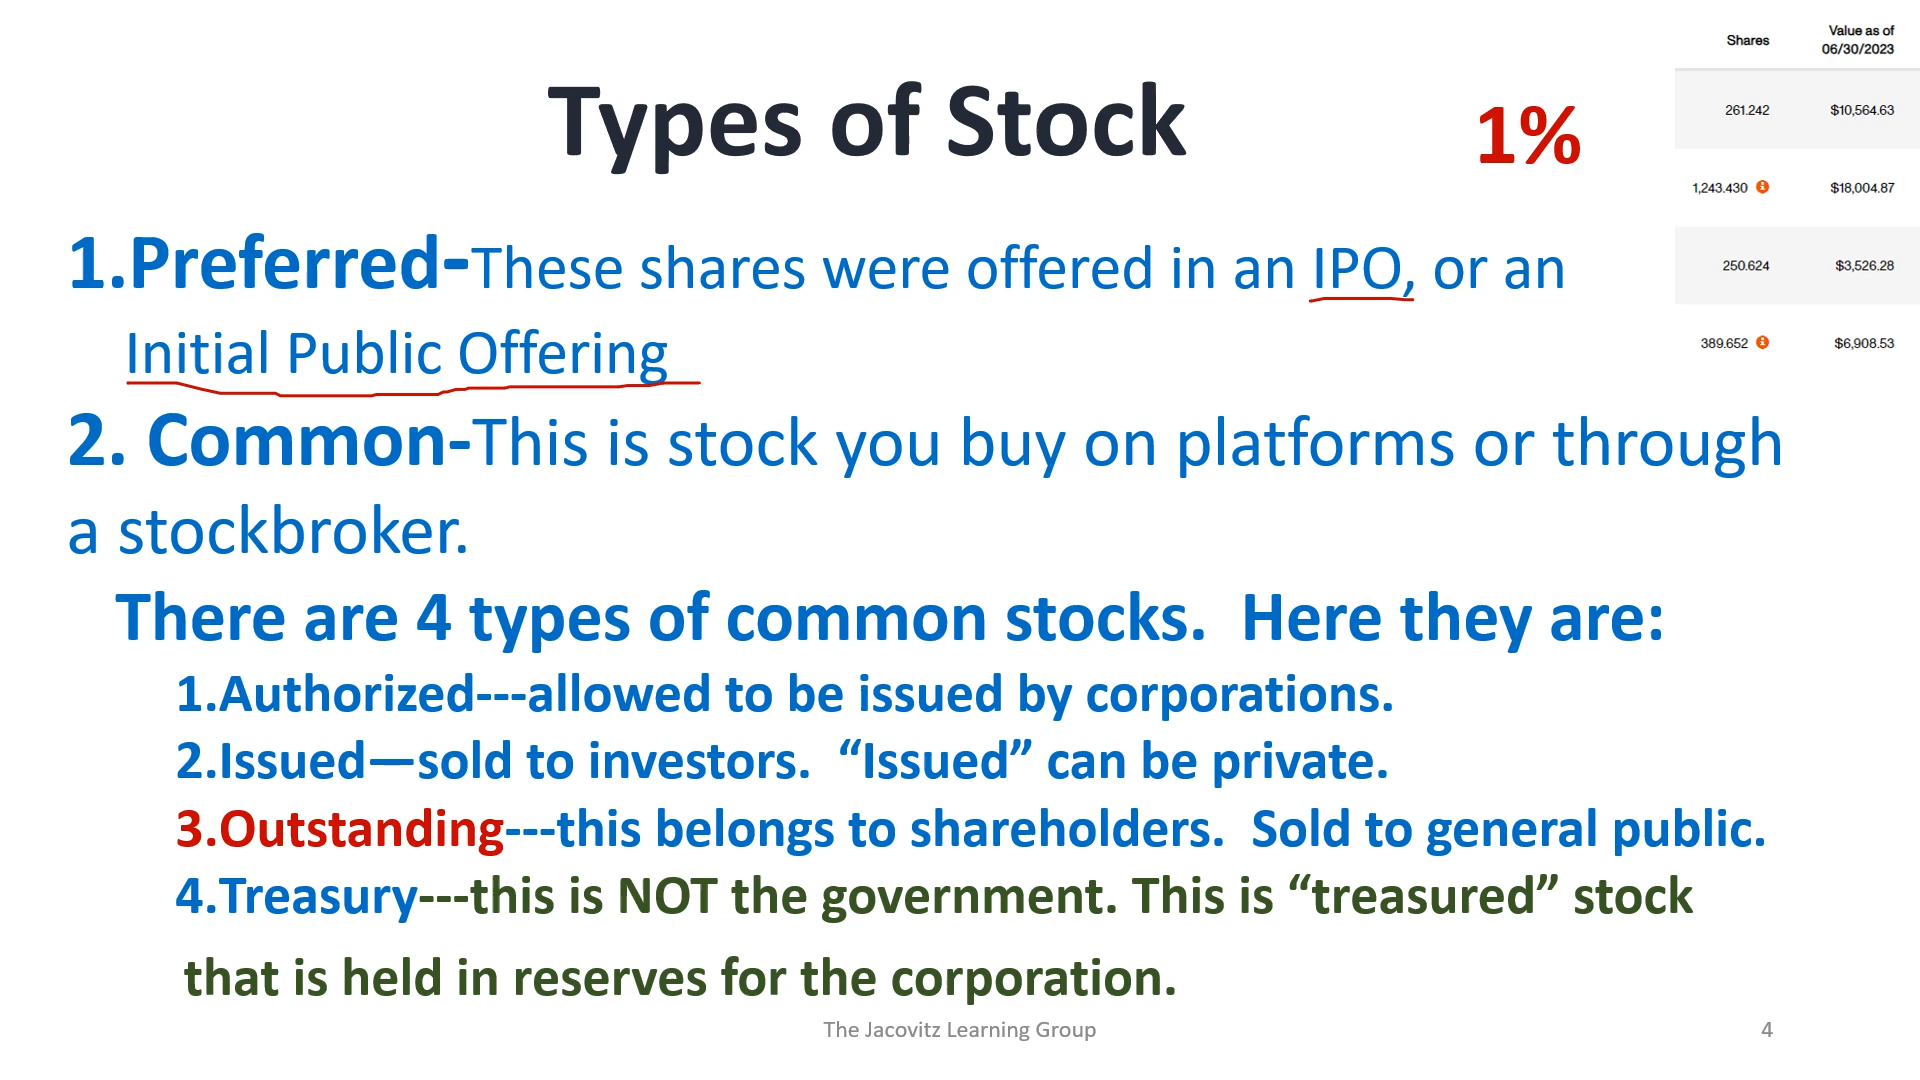 Types of Stock
1%
Shares Value as of
06/30/2023
261.242 $10,564.63
1,243.430 $18,004.87
250.624 $3,526.28
389.652 $6,908.53
1.Preferred-These shares were offered in an IPO, or an
Initial Public Offering
2. Common-This is stock you buy on platforms or through
a stockbroker.
There are 4 types of common stocks.  Here they are:
1.Authorized---allowed to be issued by corporations.
2.Issued—sold to investors.  “Issued” can be private.
3.Outstanding---this belongs to shareholders.  Sold to general public.
4.Treasury---this is NOT the government. This is “treasured” stock
that is held in reserves for the corporation.
The Jacovitz Learning Group
4